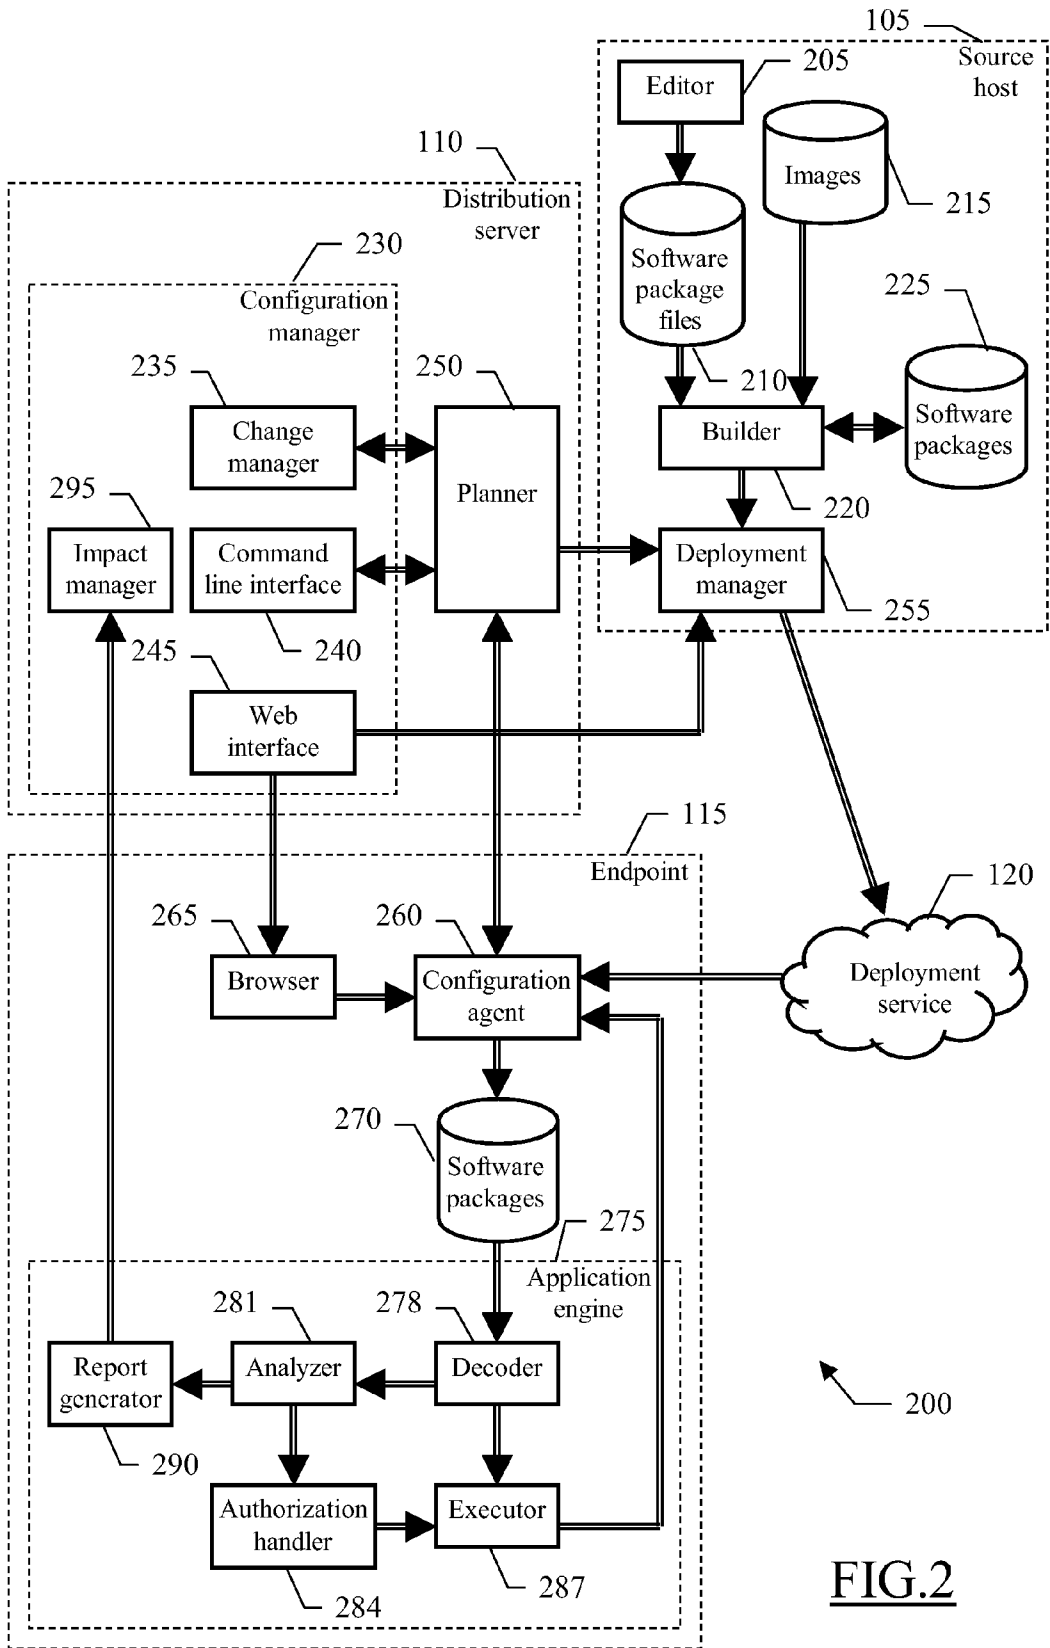 105
Source
host
205
Editor
110
Images
215
Distribution
server
230
Software
package
files
225
Configuration
manager
235
250
210
Change
manager
Builder
Software
packages
295
Planner
220
Impact
manager
Command
line interface
Deployment
manager
255
245
240
Web
interface
115
Endpoint
120
265
260
Browser
Configuration
agent
Deployment
service
270
Software
packages
275
Application
engine
281
278
Report
generator
Analyzer
Decoder
200
290
Authorization
handler
Executor
284
287
FIG.2